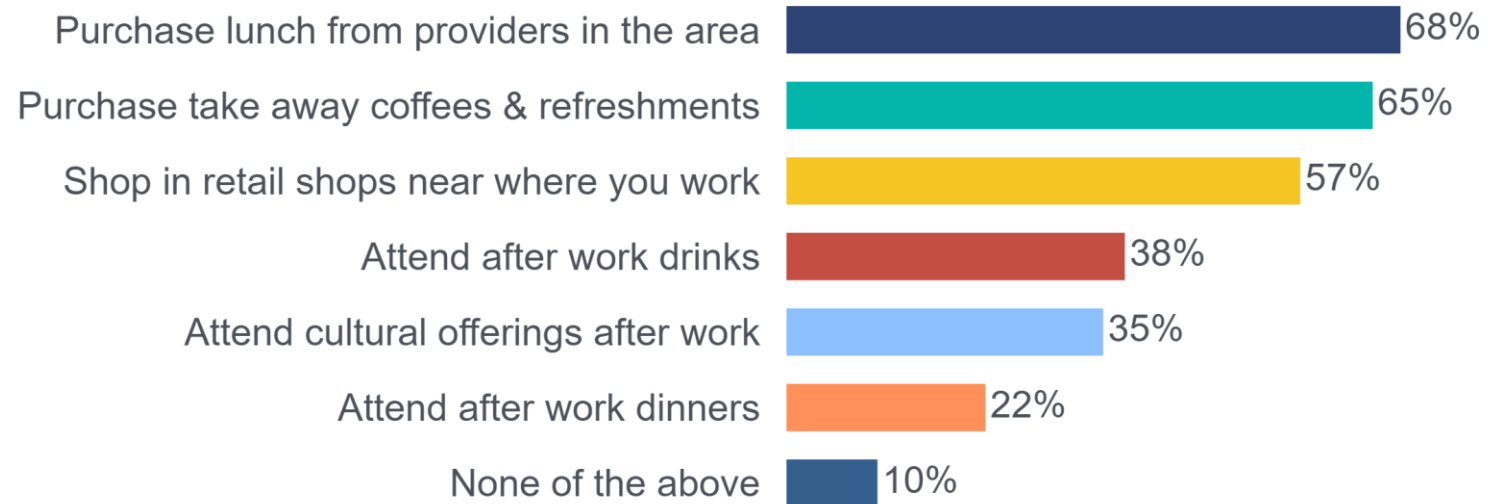 Purchase lunch from providers in the area 68%
Purchase take away coffees & refreshments 65%
Shop in retail shops near where you work 57%
Attend after work drinks 38%
Attend cultural offerings after work 35%
Attend after work dinners 22%
None of the above 10%